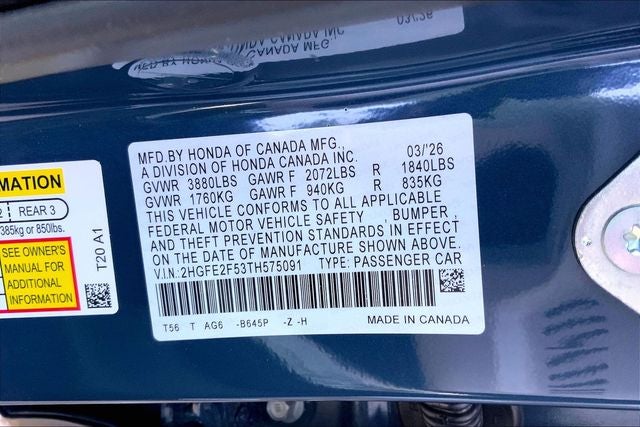 MFD.BY HONDA OF CANADA MFG., 03/'26
A DIVISION OF HONDA CANADA INC.
GVWR 3880LBS GAWR F 2072LBS R 1840LBS
GVWR 1760KG GAWR F 940KG R 835KG
THIS VEHICLE CONFORMS TO ALL APPLICABLE
FEDERAL MOTOR VEHICLE SAFETY , BUMPER ,
AND THEFT PREVENTION STANDARDS IN EFFECT
ON THE DATE OF MANUFACTURE SHOWN ABOVE.
V.I.N.:2HGFE2F53TH575091 TYPE: PASSENGER CAR
T56 T AG6 -B645P -Z -H MADE IN CANADA
MATION
2 REAR 3
385kg or 850lbs.
SEE OWNER'S
MANUAL FOR
ADDITIONAL
INFORMATION
T20 A1